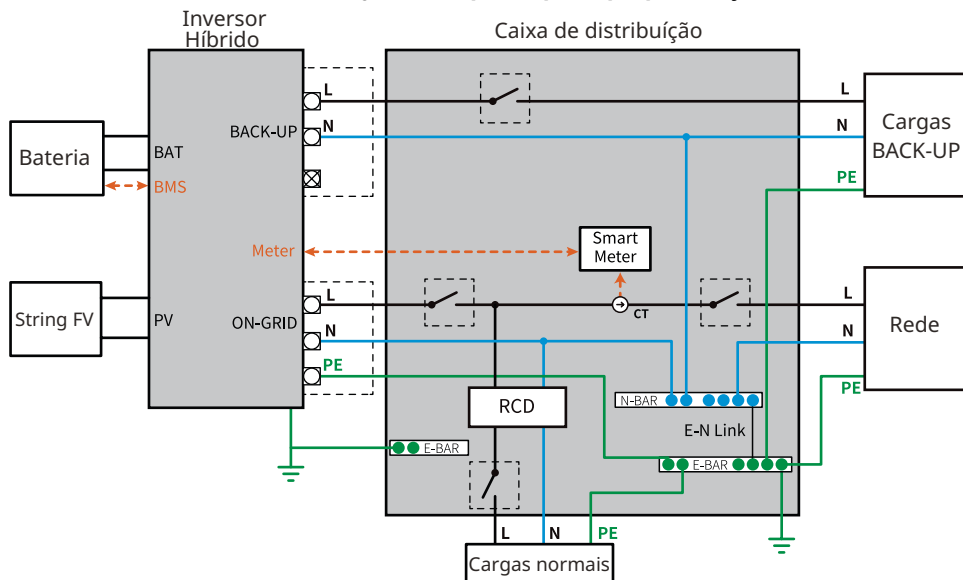 Inversor
Híbrido
Caixa de distribuíção
L
L
BACK-UP
N
N
Cargas
BACK-UP
Bateria
BAT
BMS
PE
Meter
Smart
Meter
L
L
String FV
PV
ON-GRID
CT
N
N
Rede
PE
PE
RCD
N-BAR
E-N Link
E-BAR
E-BAR
L
N
PE
Cargas normais